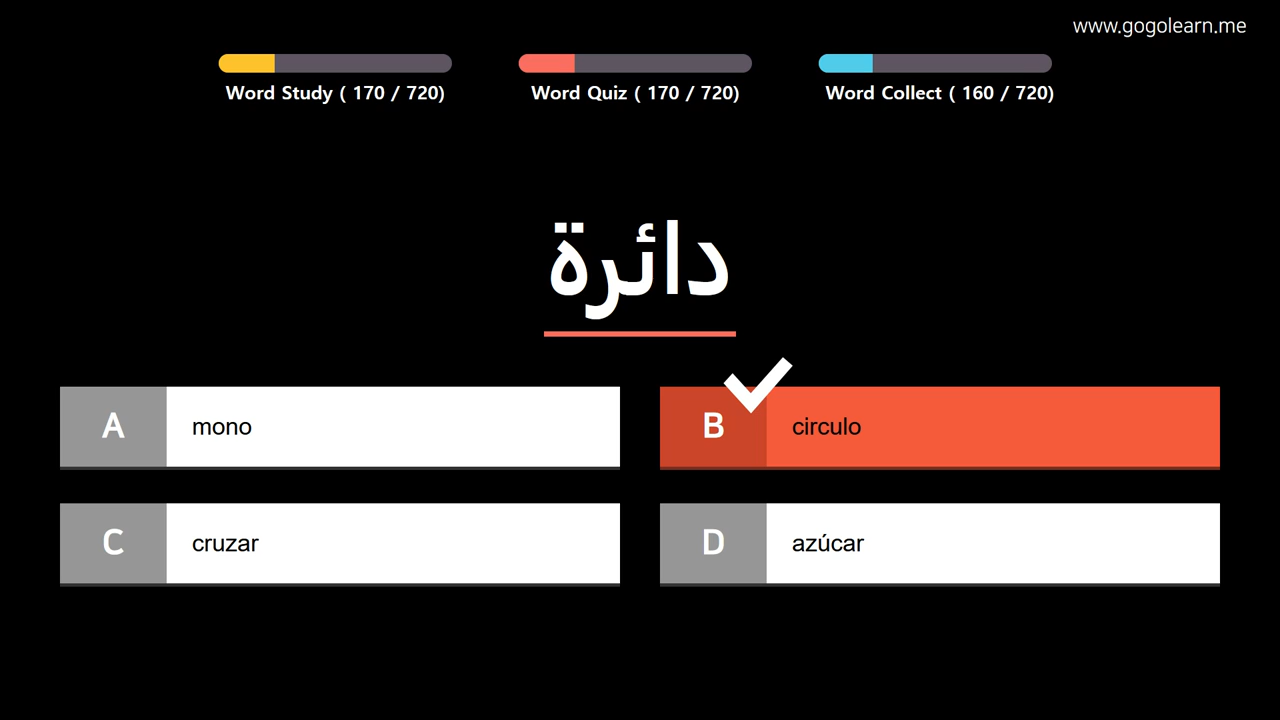 www.gogolearn.me
Word Study ( 170 / 720)
Word Quiz ( 170 / 720)
Word Collect ( 160 / 720)
دائرة
A mono
B circulo
C cruzar
D azúcar